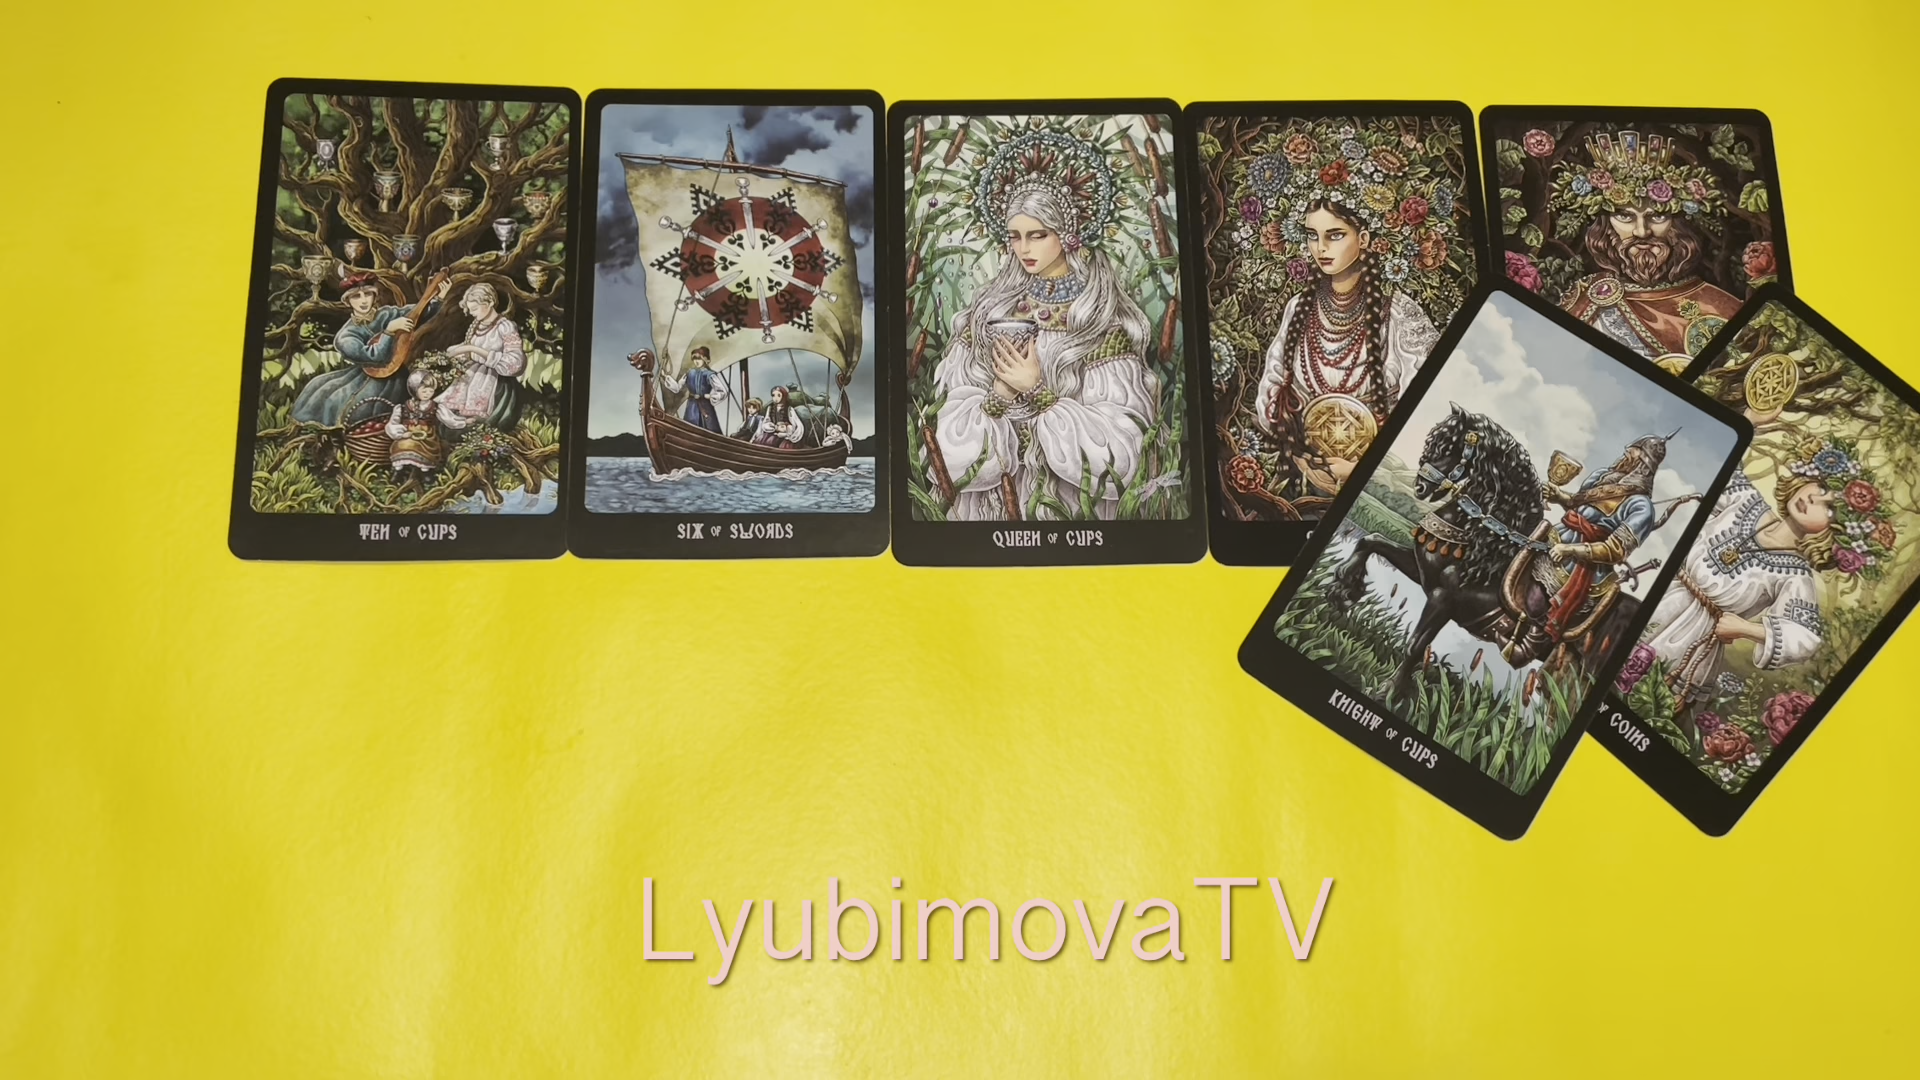 TEN OF CUPS
SIX OF SWORDS
QUEEN OF CUPS
KNIGHT OF CUPS
OF COINS
LyubimovaTV